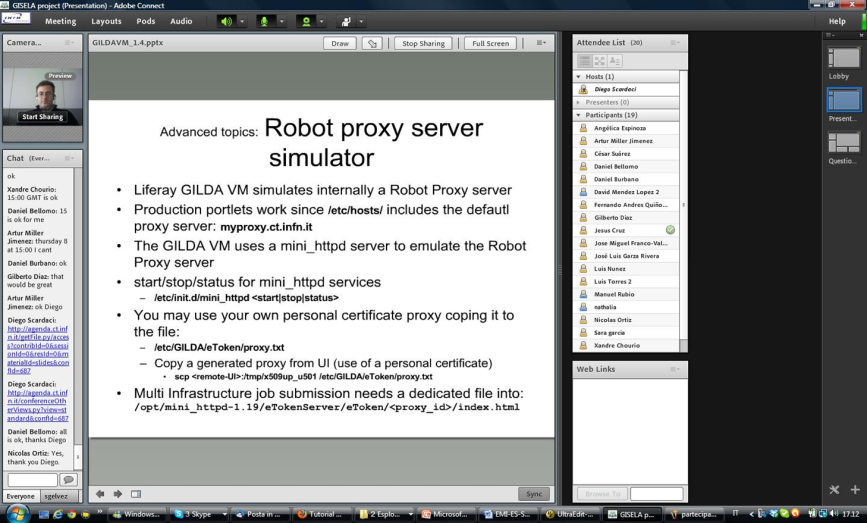 GISELA project (Presentation) - Adobe Connect
Meeting Layouts Pods Audio Help
Camera...
Preview
Start Sharing
GILDAVM_1.4.pptx
Draw Stop Sharing Full Screen
Advanced topics: Robot proxy server
simulator
• Liferay GILDA VM simulates internally a Robot Proxy server
• Production portlets work since /etc/hosts/ includes the defautl
proxy server: myproxy.ct.infn.it
• The GILDA VM uses a mini_httpd server to emulate the Robot
Proxy server
• start/stop/status for mini_httpd services
– /etc/init.d/mini_httpd <start|stop|status>
• You may use your own personal certificate proxy coping it to
the file:
– /etc/GILDA/eToken/proxy.txt
– Copy a generated proxy from UI (use of a personal certificate)
• scp <remote-UI>:/tmp/x509up_u501 /etc/GILDA/eToken/proxy.txt
• Multi Infrastructure job submission needs a dedicated file into:
/opt/mini_httpd-1.19/eTokenServer/eToken/<proxy_id>/index.html
Sync
Chat (Ever...
ok
Xandre Chourio:
15:00 GMT is ok
Daniel Bellomo: 15
is ok for me
Artur Miller
Jimenez: thursday 8
at 15:00 I cant
Daniel Burbano: ok
Gilberto Diaz: that
would be great
Artur Miller
Jimenez: ok Diego
Diego Scardaci:
http://agenda.ct.inf
n.it/getFile.py/acces
s?contribId=0&sessi
onId=0&resId=0&m
aterialId=slides&con
fId=687
Diego Scardaci:
http://agenda.ct.inf
n.it/conferenceOth
erViews.py?view=st
andard&confId=687
Daniel Bellomo: all
is ok, thanks Diego
Nicolas Ortiz: Yes,
thank you Diego.
Everyone sgelvez
Attendee List (20)
Hosts (1)
Diego Scardaci
Presenters (0)
Participants (19)
Angélica Espinoza
Artur Miller Jimenez
César Suárez
Daniel Bellomo
Daniel Burbano
David Mendez Lopez 2
Fernando Andres Quiño...
Gilberto Diaz
Jesus Cruz
Jose Miguel Franco-Val...
José Luis Garza Rivera
Luis Nunez
Luis Torres 2
Manuel Rubio
nathalia
Nicolas Ortiz
Sara garcia
Xandre Chourio
Web Links
Browse To
Lobby
Present...
Questio...
Windows... 3 Skype Posta in ... Tutorial ... 2 Esplo... Microsof... EMI-ES-S... UltraEdit-... GISELA p... partecipa... IT 17.12